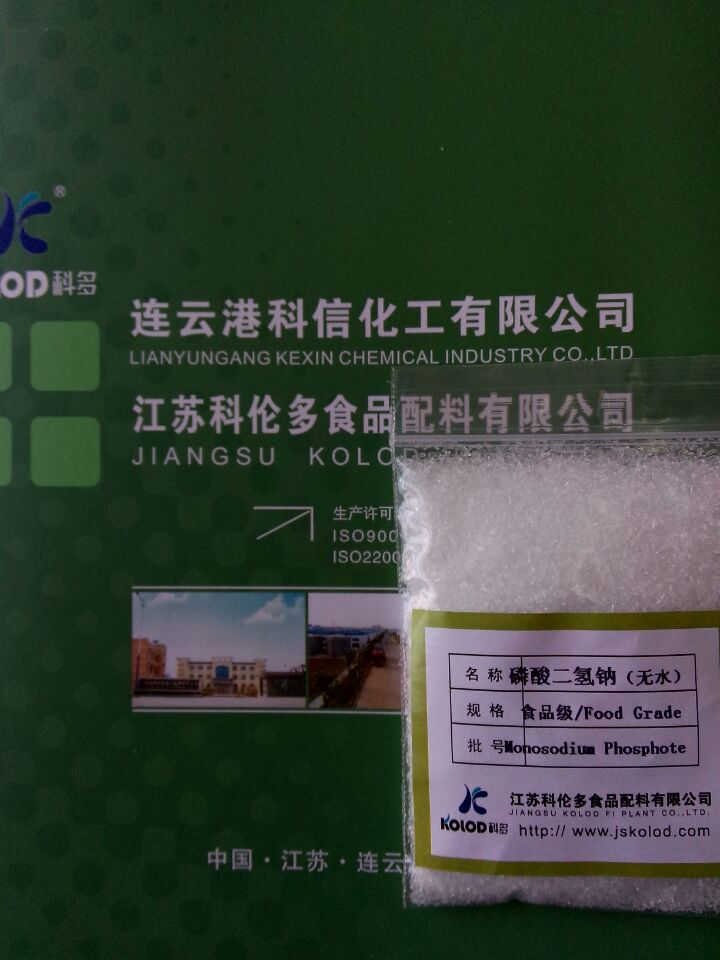 ®
KOLOD科多
连云港科信化工有限公司
LIANYUNGANG KEXIN CHEMICAL INDUSTRY CO.,LTD
江苏科伦多食品配料有限公司
JIANGSU KOLOD
生产许可
ISO900
ISO2200
中国·江苏·连云
名 称 磷酸二氢钠（无水）
规 格 食品级/Food Grade
批 号 Monosodium Phosphote
KOLOD科多
江苏科伦多食品配料有限公司
JIANGSU KOLOD FI PLANT CO.,LTD.
http:// www.jskolod.com